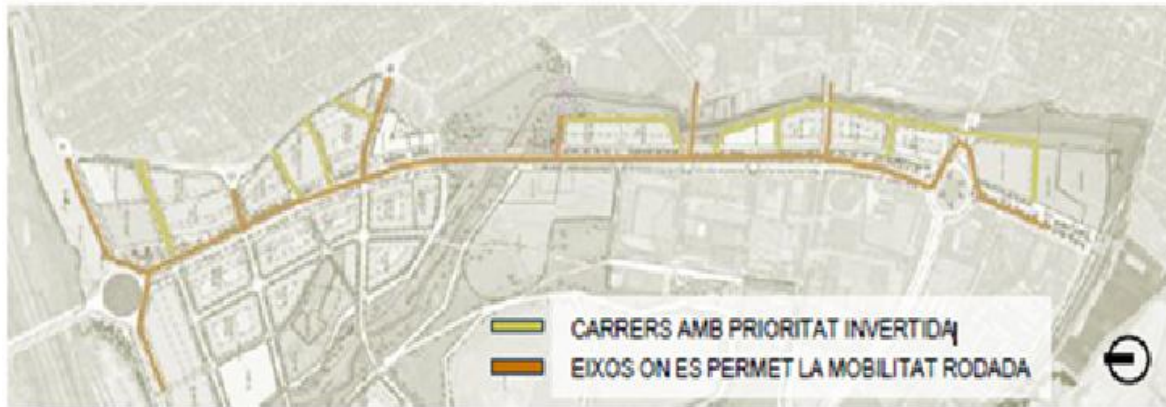 CARRERS AMB PRIORITAT INVERTIDA
EIXOS ON ES PERMET LA MOBILITAT RODADA